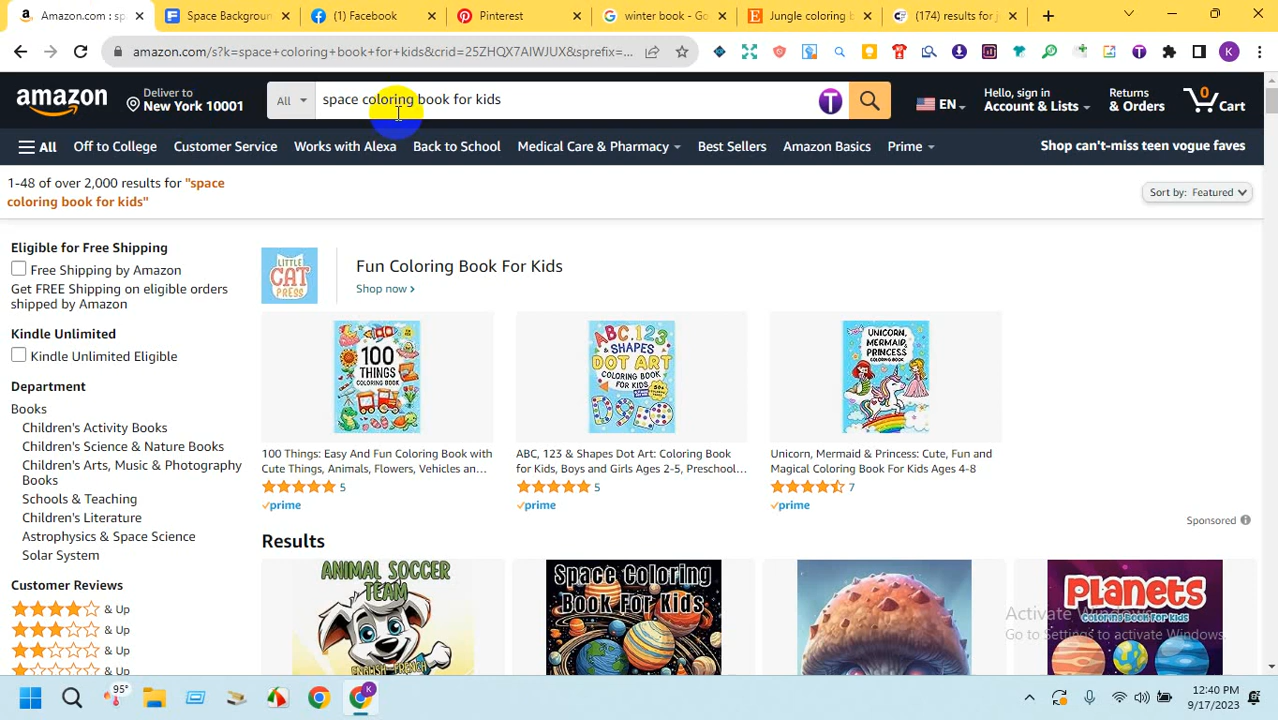 Amazon.com : sp
Space Backgroun
(1) Facebook
Pinterest
winter book - Go
Jungle coloring b
(174) results for j
amazon.com/s?k=space+coloring+book+for+kids&crid=25ZHQX7AIWJUX&sprefix=...
amazon
Deliver to
New York 10001
All
space coloring book for kids
EN
Hello, sign in
Account & Lists
Returns
& Orders
0
Cart
All
Off to College
Customer Service
Works with Alexa
Back to School
Medical Care & Pharmacy
Best Sellers
Amazon Basics
Prime
Shop can't-miss teen vogue faves
1-48 of over 2,000 results for "space
coloring book for kids"
Sort by: Featured
Eligible for Free Shipping
Free Shipping by Amazon
Get FREE Shipping on eligible orders
shipped by Amazon
Kindle Unlimited
Kindle Unlimited Eligible
Department
Books
Children's Activity Books
Children's Science & Nature Books
Children's Arts, Music & Photography
Books
Schools & Teaching
Children's Literature
Astrophysics & Space Science
Solar System
Customer Reviews
& Up
& Up
& Up
& Up
LITTLE
CAT
PRESS
Fun Coloring Book For Kids
Shop now ›
100
THINGS
COLORING BOOK
ABC, 123
& SHAPES
DOT ART
COLORING BOOK
FOR KIDS
UNICORN,
MERMAID,
PRINCESS
COLORING BOOK
100 Things: Easy And Fun Coloring Book with
Cute Things, Animals, Flowers, Vehicles an...
5
prime
ABC, 123 & Shapes Dot Art: Coloring Book
for Kids, Boys and Girls Ages 2-5, Preschool...
5
prime
Unicorn, Mermaid & Princess: Cute, Fun and
Magical Coloring Book For Kids Ages 4-8
7
prime
Sponsored
Results
ANIMAL SOCCER
TEAM
ENGLISH-FRENCH
Space Coloring
Book For Kids
Planets
Coloring Book for kids
Activate Windows
Go to Settings to activate Windows.
95°
12:40 PM
9/17/2023